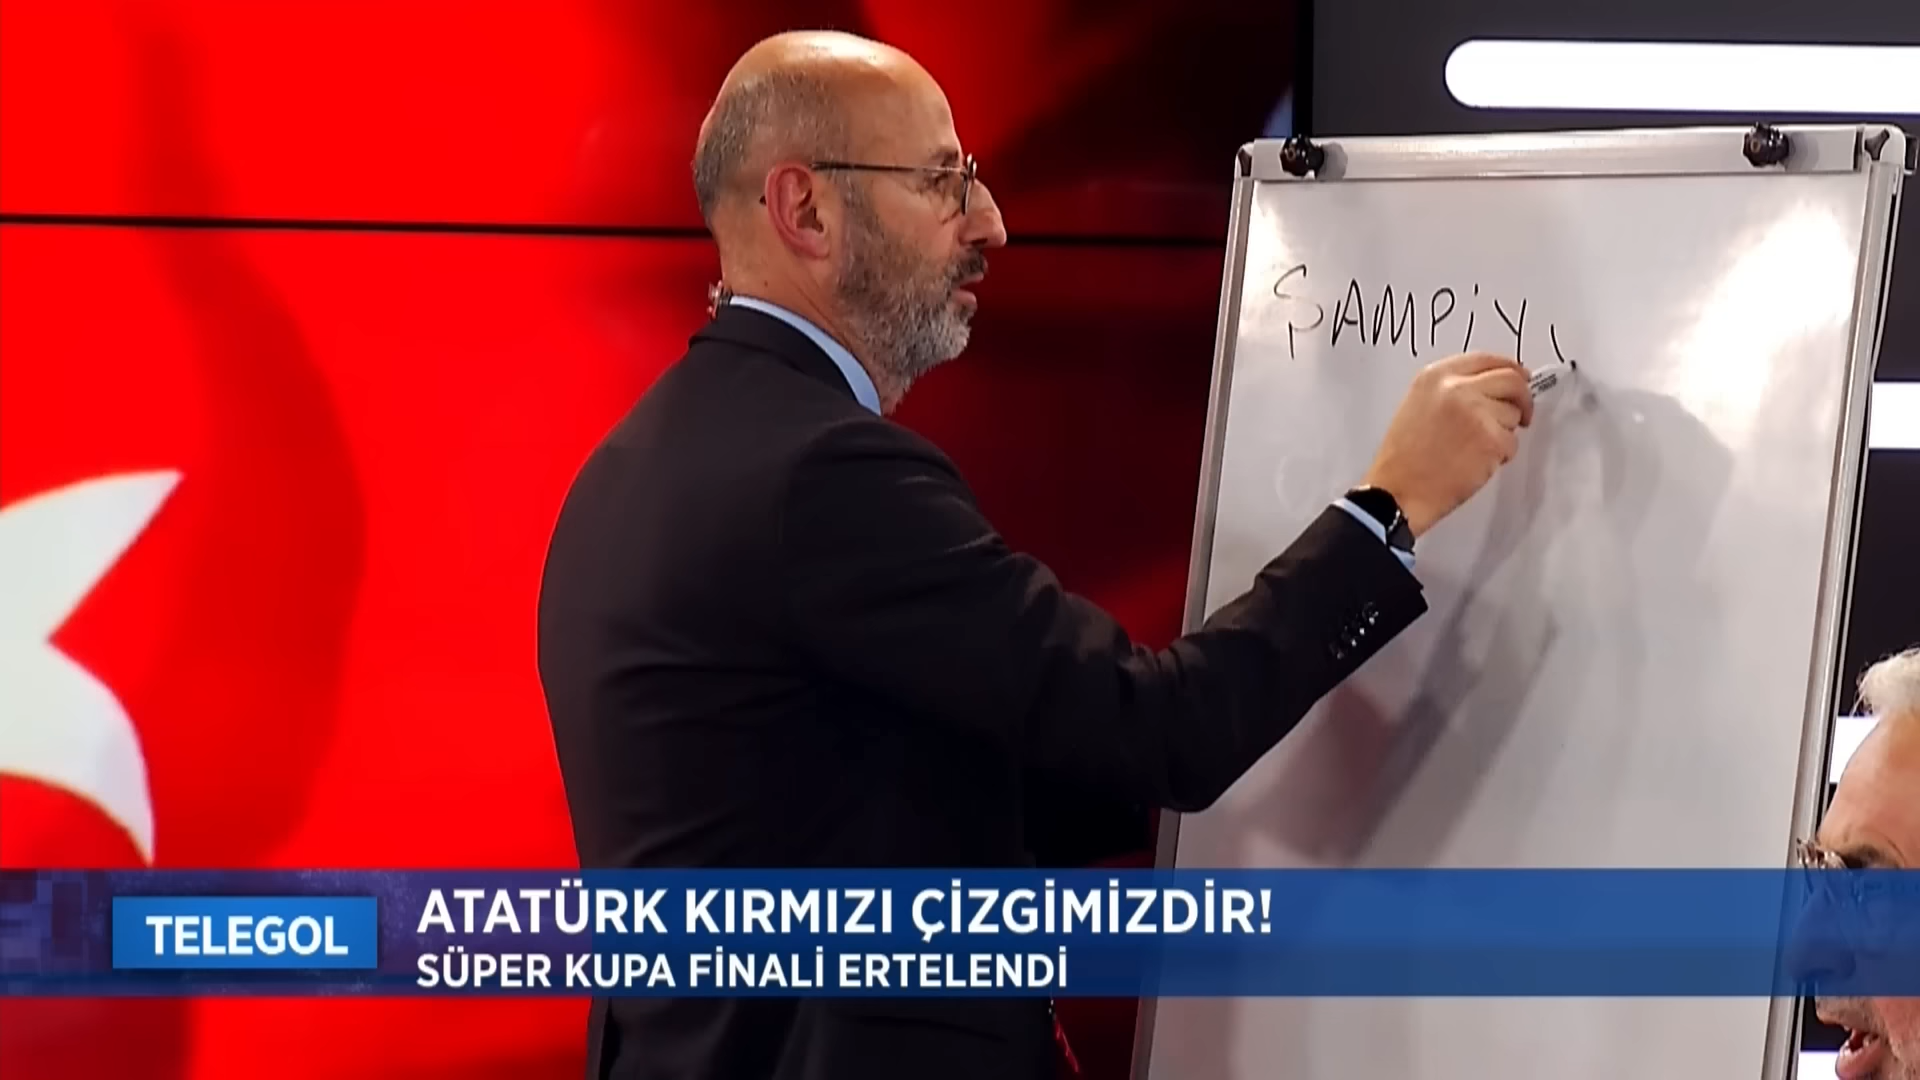 ŞAMPİY
TELEGOL
ATATÜRK KIRMIZI ÇİZGİMİZDİR!
SÜPER KUPA FİNALİ ERTELENDİ